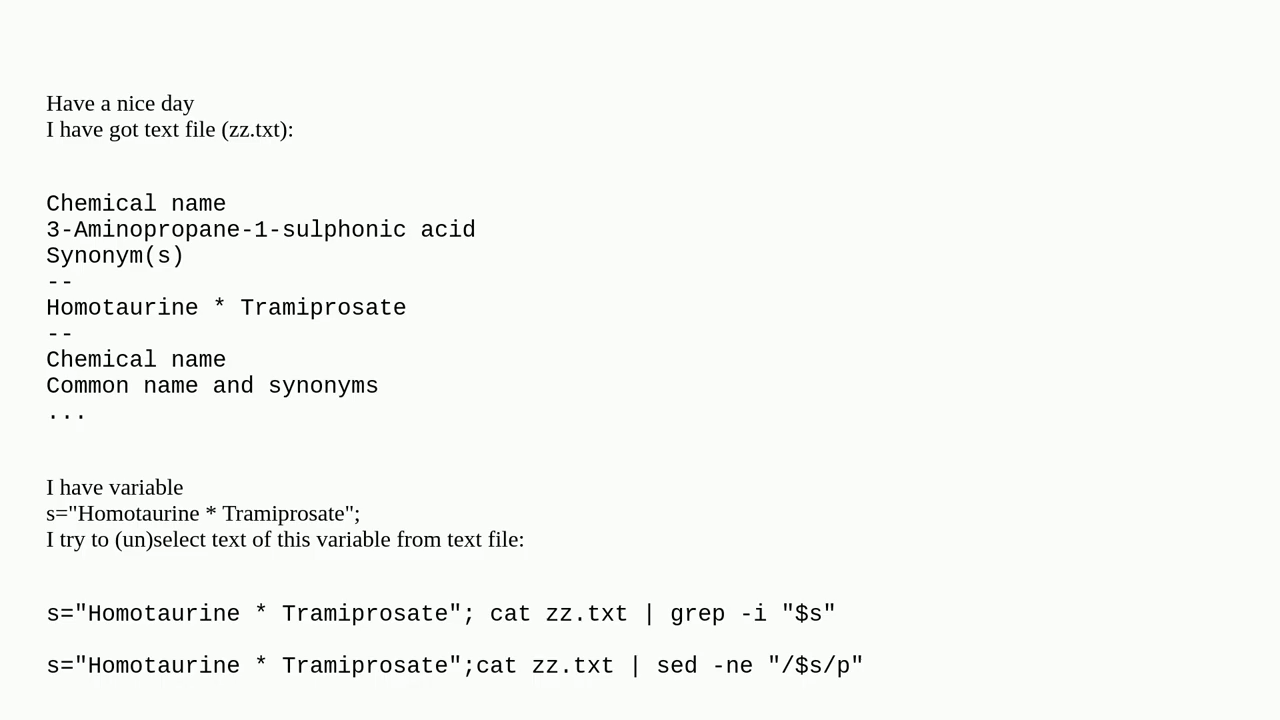 Have a nice day
I have got text file (zz.txt):
Chemical name
3-Aminopropane-1-sulphonic acid
Synonym(s)
--
Homotaurine * Tramiprosate
--
Chemical name
Common name and synonyms
...
I have variable
s="Homotaurine * Tramiprosate";
I try to (un)select text of this variable from text file:
s="Homotaurine * Tramiprosate"; cat zz.txt | grep -i "$s"
s="Homotaurine * Tramiprosate";cat zz.txt | sed -ne "/$s/p"